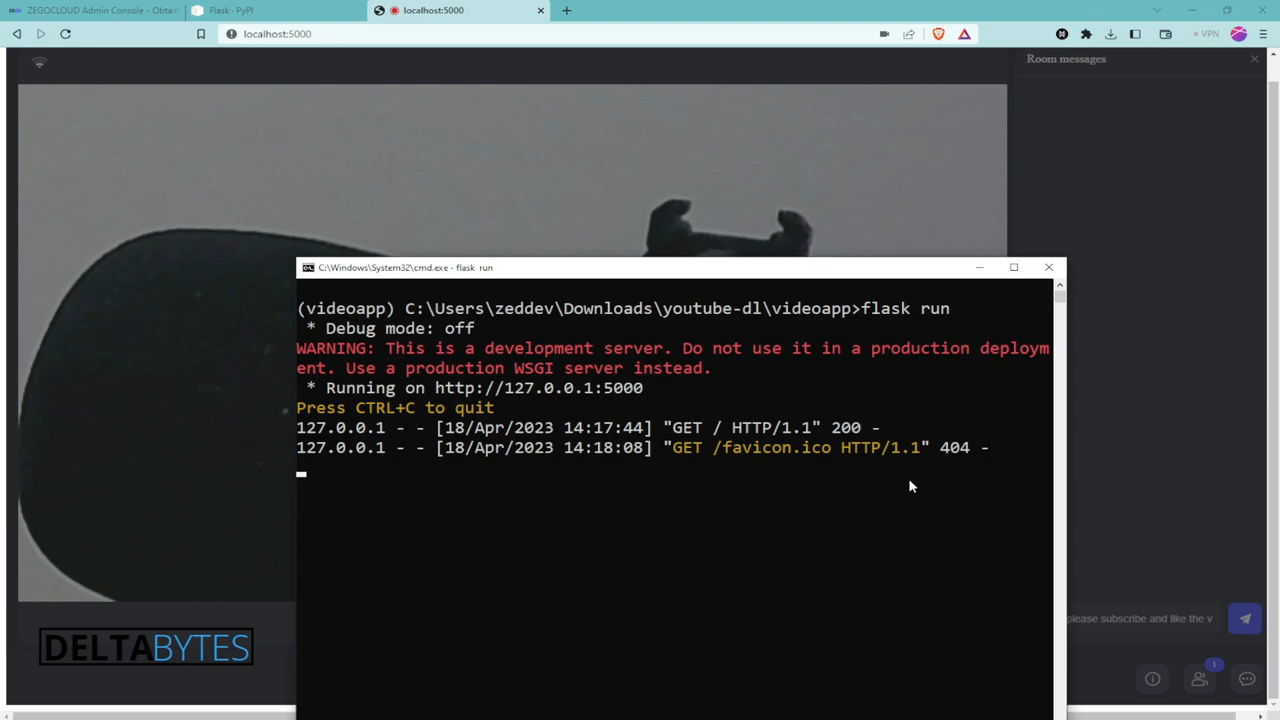 ZEGOCLOUD Admin Console - Obtain
Flask · PyPI
localhost:5000
localhost:5000
VPN
Room messages
C:\Windows\System32\cmd.exe - flask run
(videoapp) C:\Users\zeddev\Downloads\youtube-dl\videoapp>flask run
* Debug mode: off
WARNING: This is a development server. Do not use it in a production deploym
ent. Use a production WSGI server instead.
* Running on http://127.0.0.1:5000
Press CTRL+C to quit
127.0.0.1 - - [18/Apr/2023 14:17:44] "GET / HTTP/1.1" 200 -
127.0.0.1 - - [18/Apr/2023 14:18:08] "GET /favicon.ico HTTP/1.1" 404 -
please subscribe and like the v
DELTABYTES
1